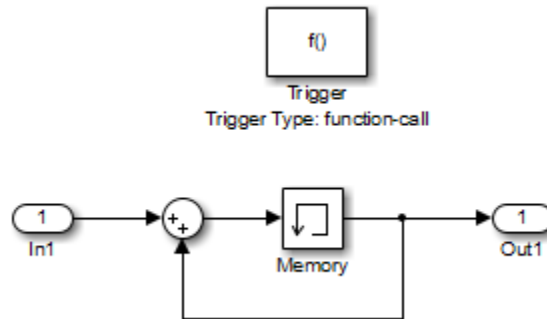 f()
Trigger
Trigger Type: function-call
1
++
1
In1
Memory
Out1